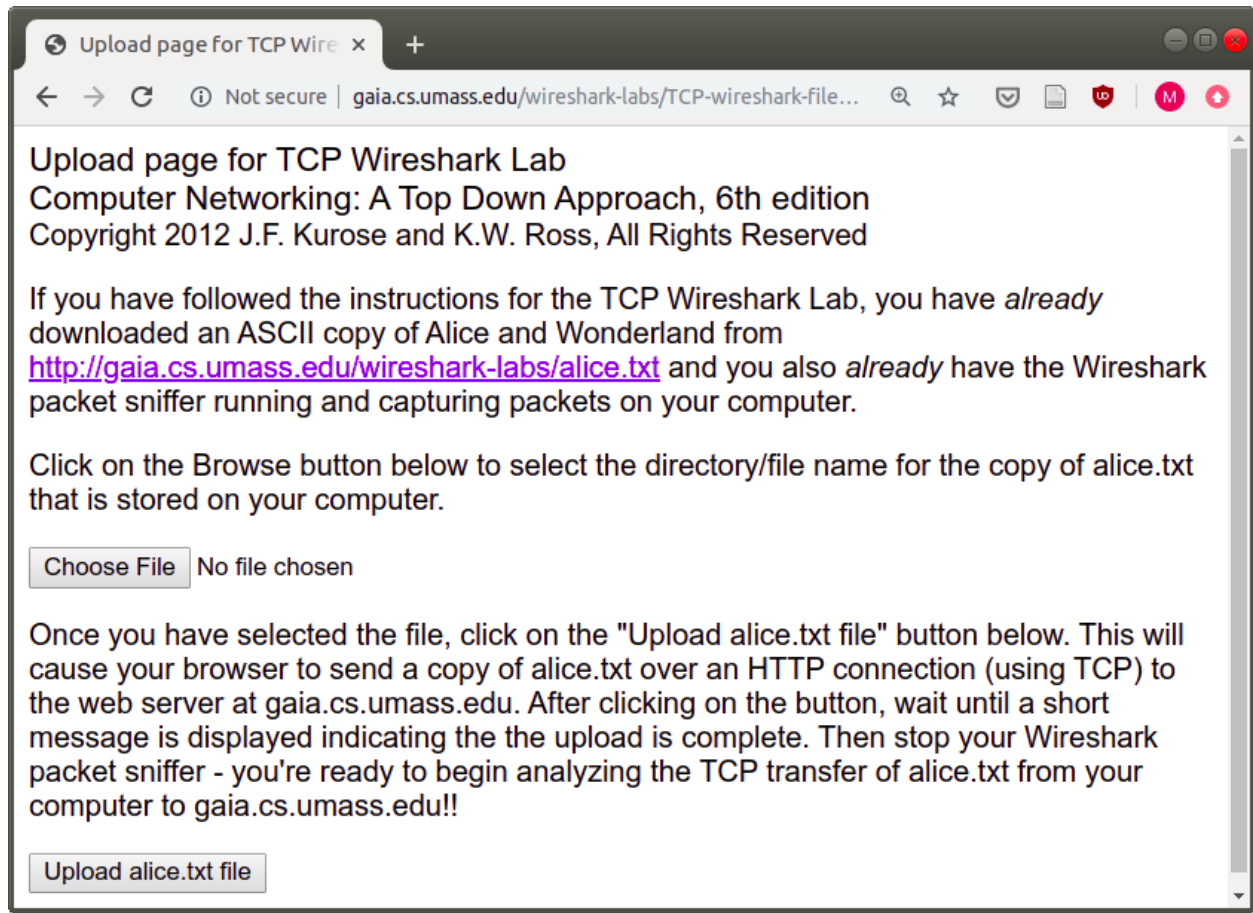 Upload page for TCP Wire
Not secure | gaia.cs.umass.edu/wireshark-labs/TCP-wireshark-file...
M
Upload page for TCP Wireshark Lab
Computer Networking: A Top Down Approach, 6th edition
Copyright 2012 J.F. Kurose and K.W. Ross, All Rights Reserved
If you have followed the instructions for the TCP Wireshark Lab, you have already
downloaded an ASCII copy of Alice and Wonderland from
http://gaia.cs.umass.edu/wireshark-labs/alice.txt and you also already have the Wireshark
packet sniffer running and capturing packets on your computer.
Click on the Browse button below to select the directory/file name for the copy of alice.txt
that is stored on your computer.
Choose File No file chosen
Once you have selected the file, click on the "Upload alice.txt file" button below. This will
cause your browser to send a copy of alice.txt over an HTTP connection (using TCP) to
the web server at gaia.cs.umass.edu. After clicking on the button, wait until a short
message is displayed indicating the the upload is complete. Then stop your Wireshark
packet sniffer - you're ready to begin analyzing the TCP transfer of alice.txt from your
computer to gaia.cs.umass.edu!!
Upload alice.txt file